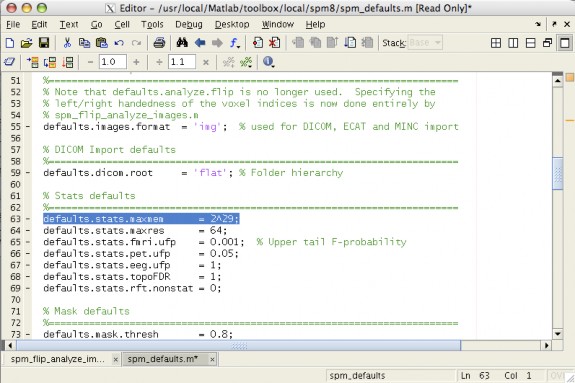 X Editor - /usr/local/Matlab/toolbox/local/spm8/spm_defaults.m [Read Only]*
File Edit Text Go Cell Tools Debug Desktop Window Help
Stack: Base
- 1.0 + ÷ 1.1 ×
51 %
52 % Note that defaults.analyze.flip is no longer used. Specifying the
53 % left/right handedness of the voxel indices is now done entirely by
54 % spm_flip_analyze_images.m
55 - defaults.images.format = 'img'; % used for DICOM, ECAT and MINC import
56
57 % DICOM Import defaults
58 %=======================================================================
59 - defaults.dicom.root = 'flat'; % Folder hierarchy
60
61 % Stats defaults
62 %=======================================================================
63 - defaults.stats.maxmem = 2^29;
64 - defaults.stats.maxres = 64;
65 - defaults.stats.fmri.ufp = 0.001; % Upper tail F-probability
66 - defaults.stats.pet.ufp = 0.05;
67 - defaults.stats.eeg.ufp = 1;
68 - defaults.stats.topoFDR = 1;
69 - defaults.stats.rft.nonstat = 0;
70
71 % Mask defaults
72 %=======================================================================
73 - defaults.mask.thresh = 0.8;
spm_flip_analyze_im... × spm_defaults.m* ×
spm_defaults Ln 63 Col 1 OVR